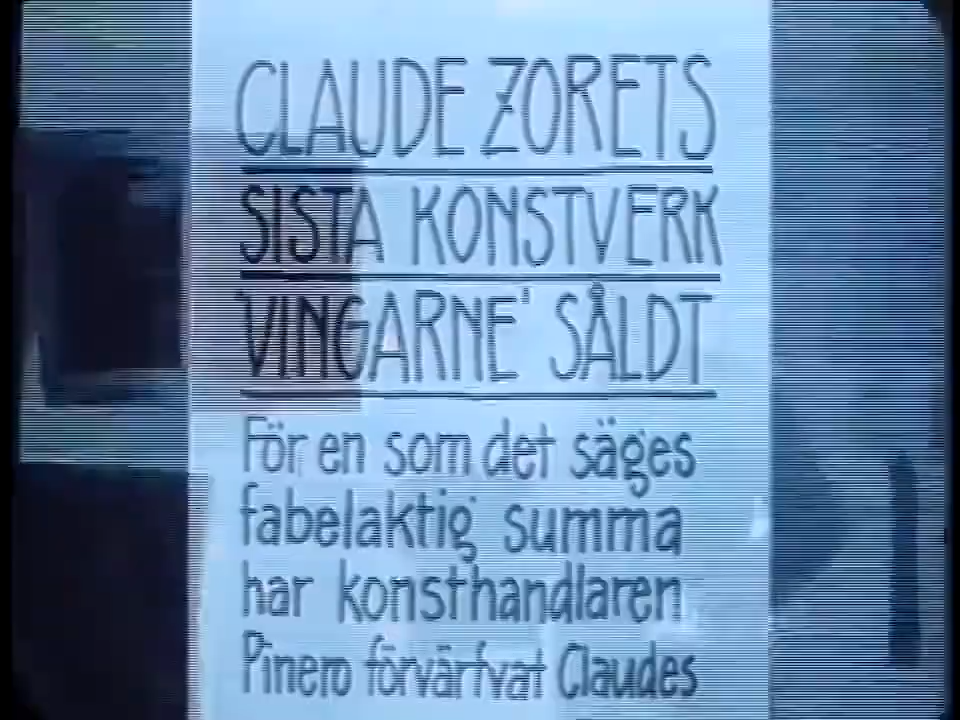 CLAUDE ZORETS
SISTA KONSTVERK
VINGARNE' SÅLDT
För en som det säges
fabelaktig summa
har konsthandlaren
Pinero förvärfvat Claudes